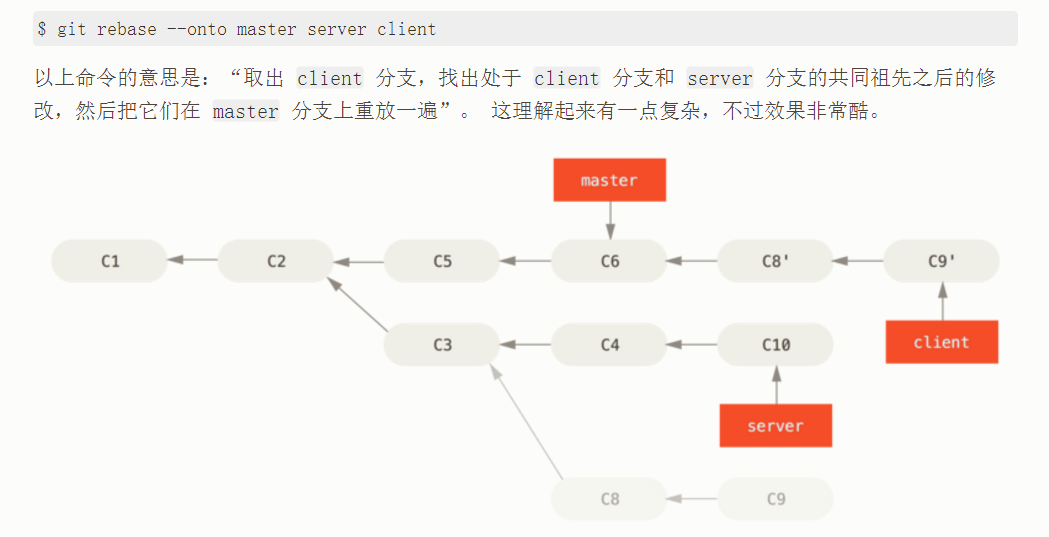 $ git rebase --onto master server client
以上命令的意思是：“取出 client 分支，找出处于 client 分支和 server 分支的共同祖先之后的修
改，然后把它们在 master 分支上重放一遍”。 这理解起来有一点复杂，不过效果非常酷。
master
C1 C2 C5 C6 C8' C9'
C3 C4 C10 client
server
C8 C9